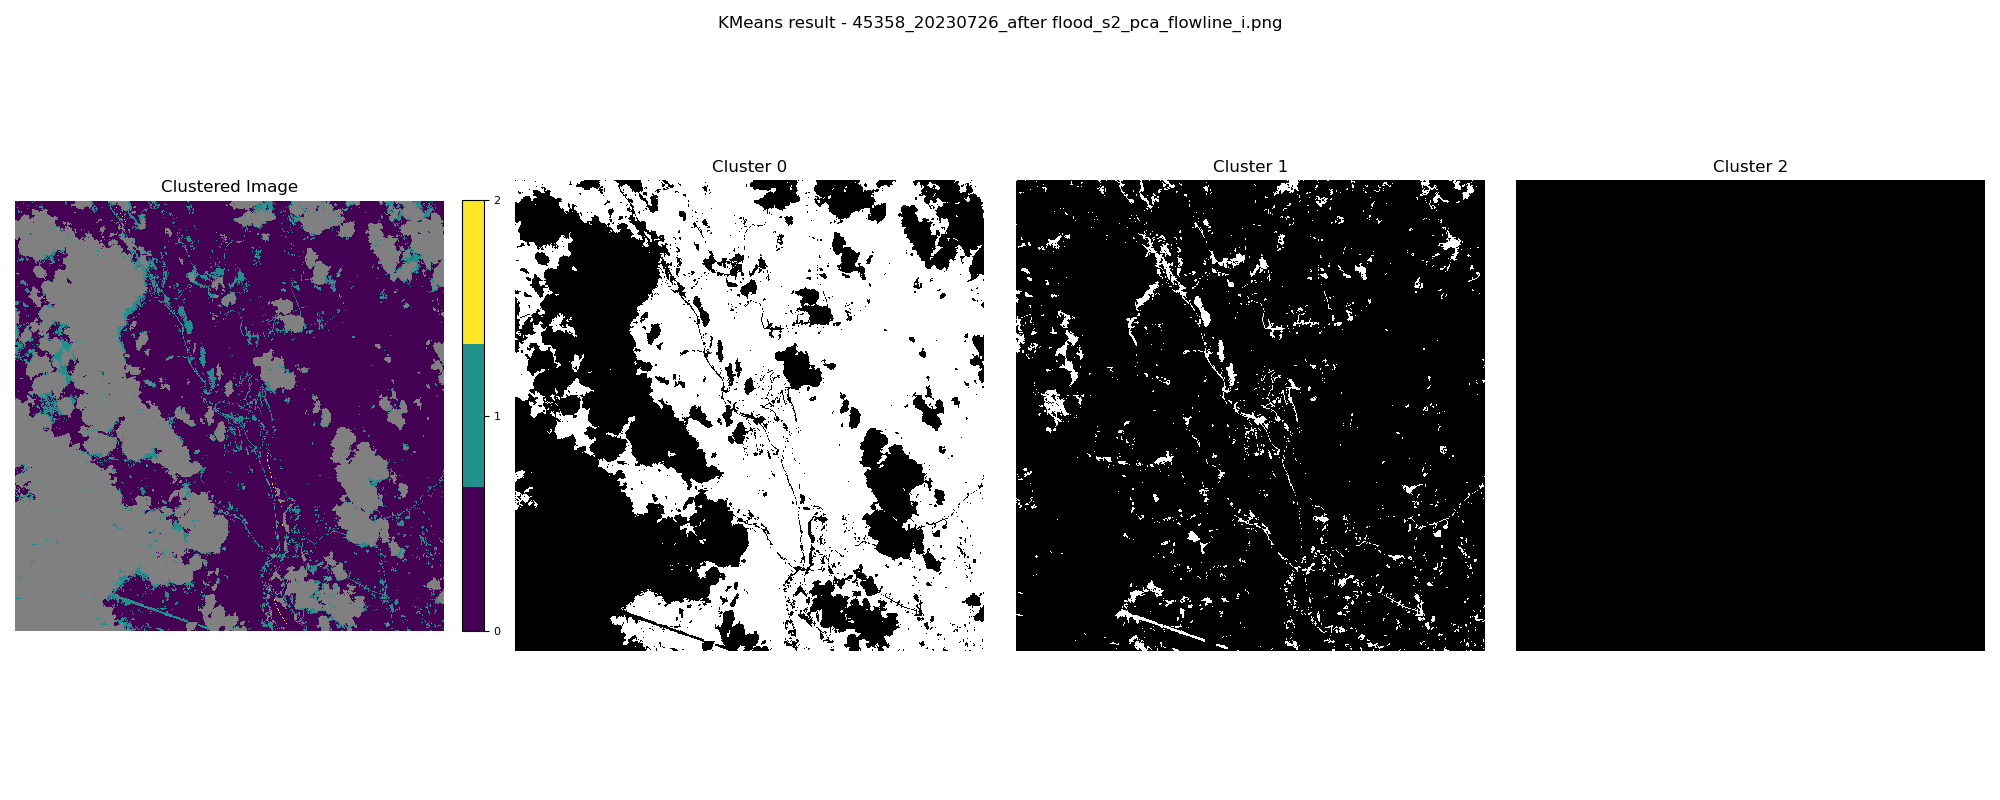 KMeans result - 45358_20230726_after flood_s2_pca_flowline_i.png
Clustered Image
Cluster 0
Cluster 1
Cluster 2
2
1
0